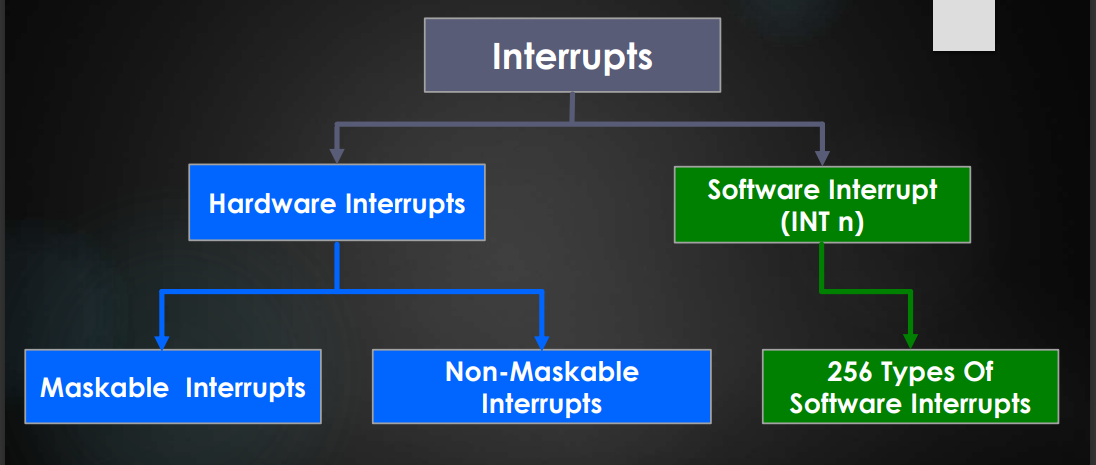 Interrupts
Hardware Interrupts
Software Interrupt
(INT n)
Maskable  Interrupts
Non-Maskable
Interrupts
256 Types Of
Software Interrupts